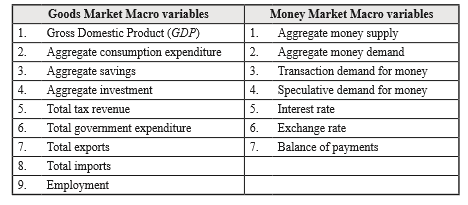 Goods Market Macro variables Money Market Macro variables
1. Gross Domestic Product (GDP) 1. Aggregate money supply
2. Aggregate consumption expenditure 2. Aggregate money demand
3. Aggregate savings 3. Transaction demand for money
4. Aggregate investment 4. Speculative demand for money
5. Total tax revenue 5. Interest rate
6. Total government expenditure 6. Exchange rate
7. Total exports 7. Balance of payments
8. Total imports
9. Employment